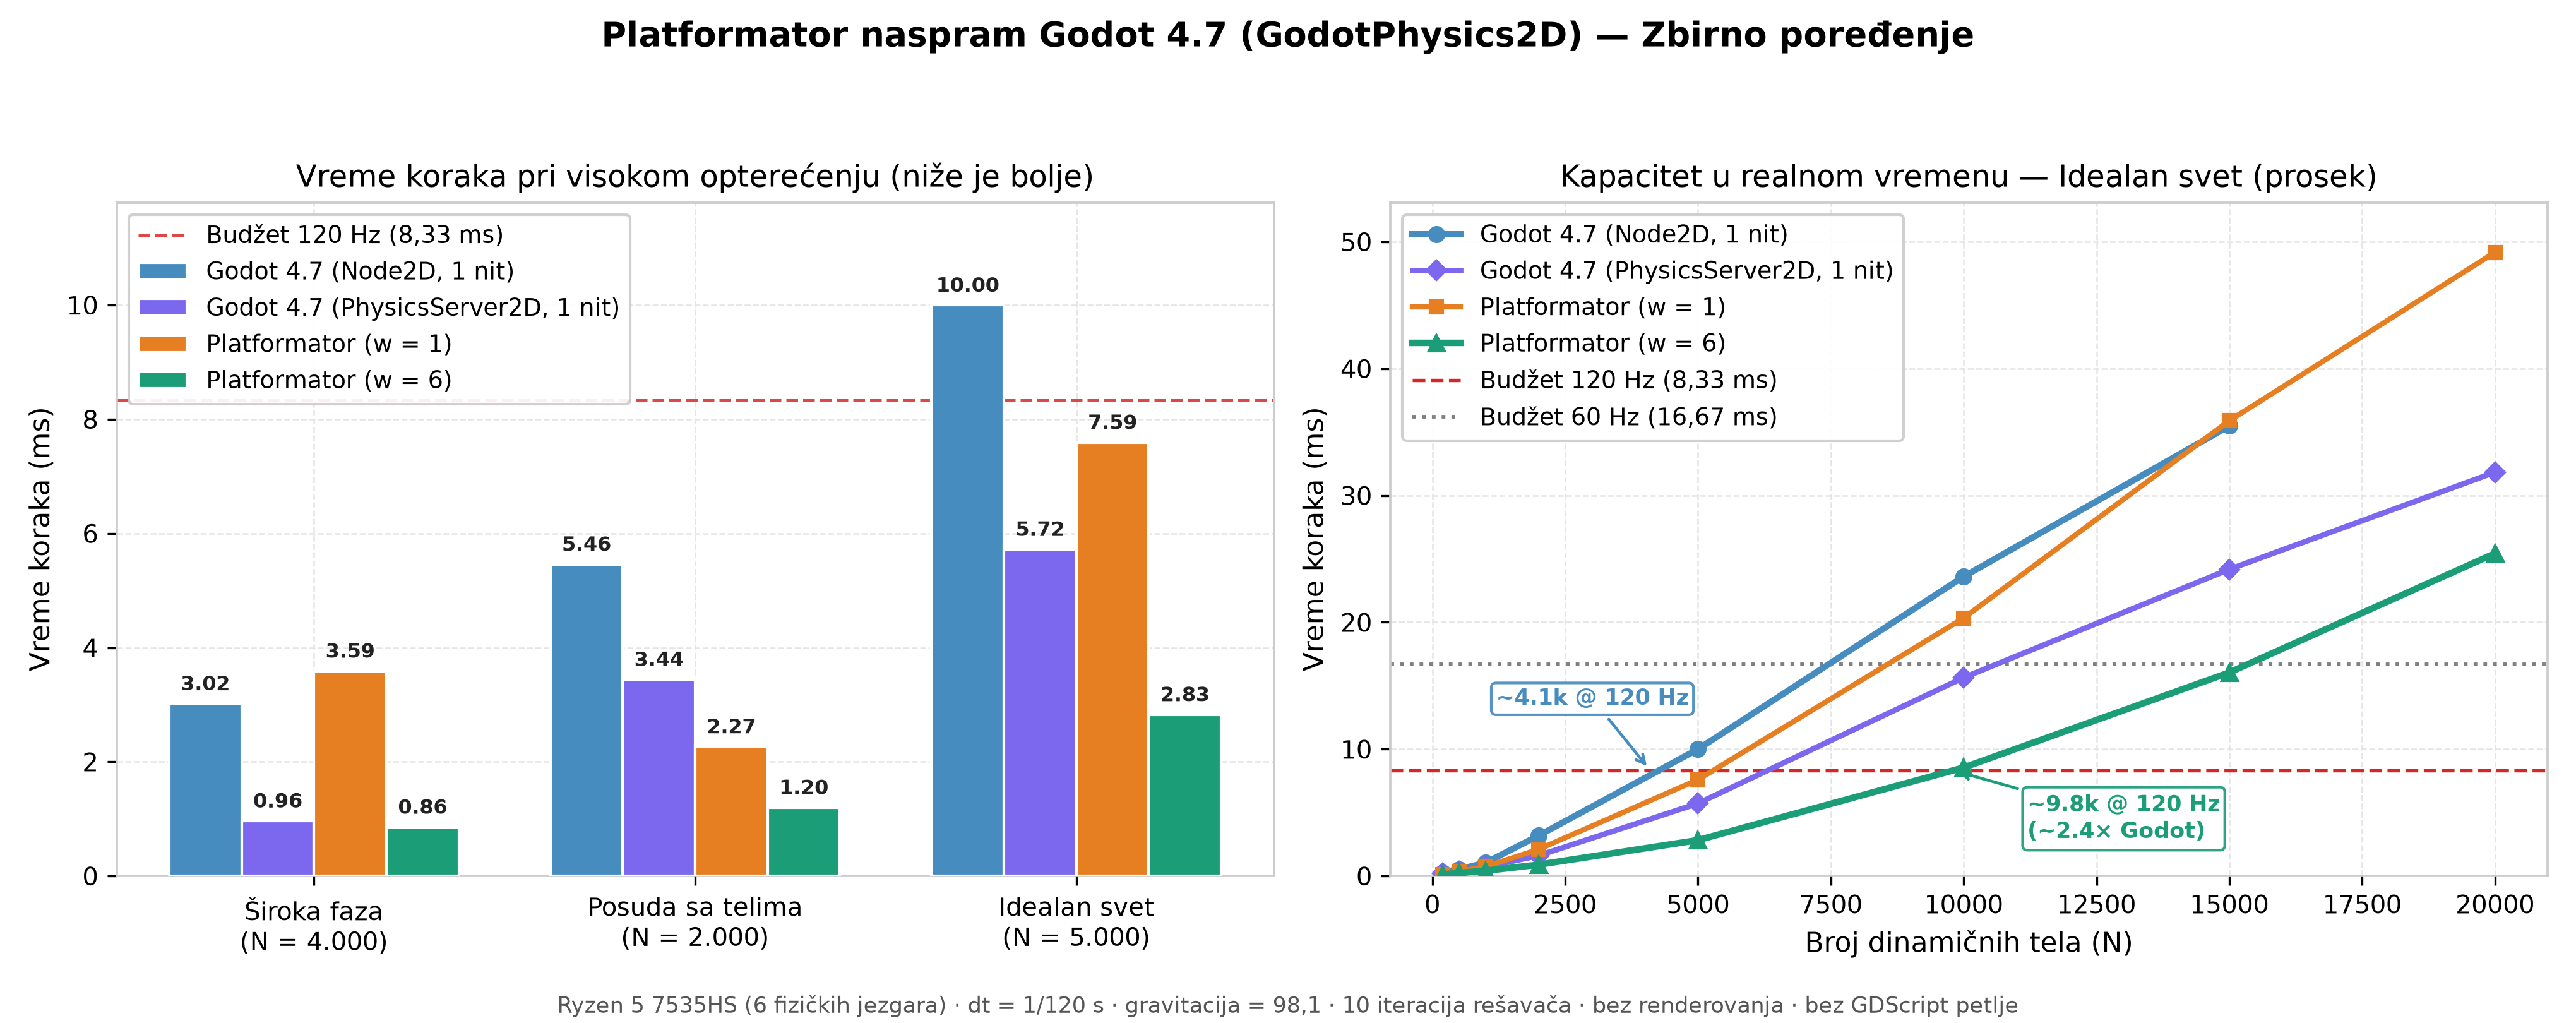 Platformator naspram Godot 4.7 (GodotPhysics2D) — Zbirno poređenje
Vreme koraka pri visokom opterećenju (niže je bolje)
Budžet 120 Hz (8,33 ms)
Godot 4.7 (Node2D, 1 nit)
Godot 4.7 (PhysicsServer2D, 1 nit)
Platformator (w = 1)
Platformator (w = 6)
Vreme koraka (ms)
10
8
6
4
2
0
3.02
0.96
3.59
0.86
5.46
3.44
2.27
1.20
10.00
5.72
7.59
2.83
Široka faza
(N = 4.000)
Posuda sa telima
(N = 2.000)
Idealan svet
(N = 5.000)
Kapacitet u realnom vremenu — Idealan svet (prosek)
Godot 4.7 (Node2D, 1 nit)
Godot 4.7 (PhysicsServer2D, 1 nit)
Platformator (w = 1)
Platformator (w = 6)
Budžet 120 Hz (8,33 ms)
Budžet 60 Hz (16,67 ms)
Vreme koraka (ms)
50
40
30
20
10
0
~4.1k @ 120 Hz
~9.8k @ 120 Hz
(~2.4× Godot)
0
2500
5000
7500
10000
12500
15000
17500
20000
Broj dinamičnih tela (N)
Ryzen 5 7535HS (6 fizičkih jezgara) · dt = 1/120 s · gravitacija = 98,1 · 10 iteracija rešavača · bez renderovanja · bez GDScript petlje